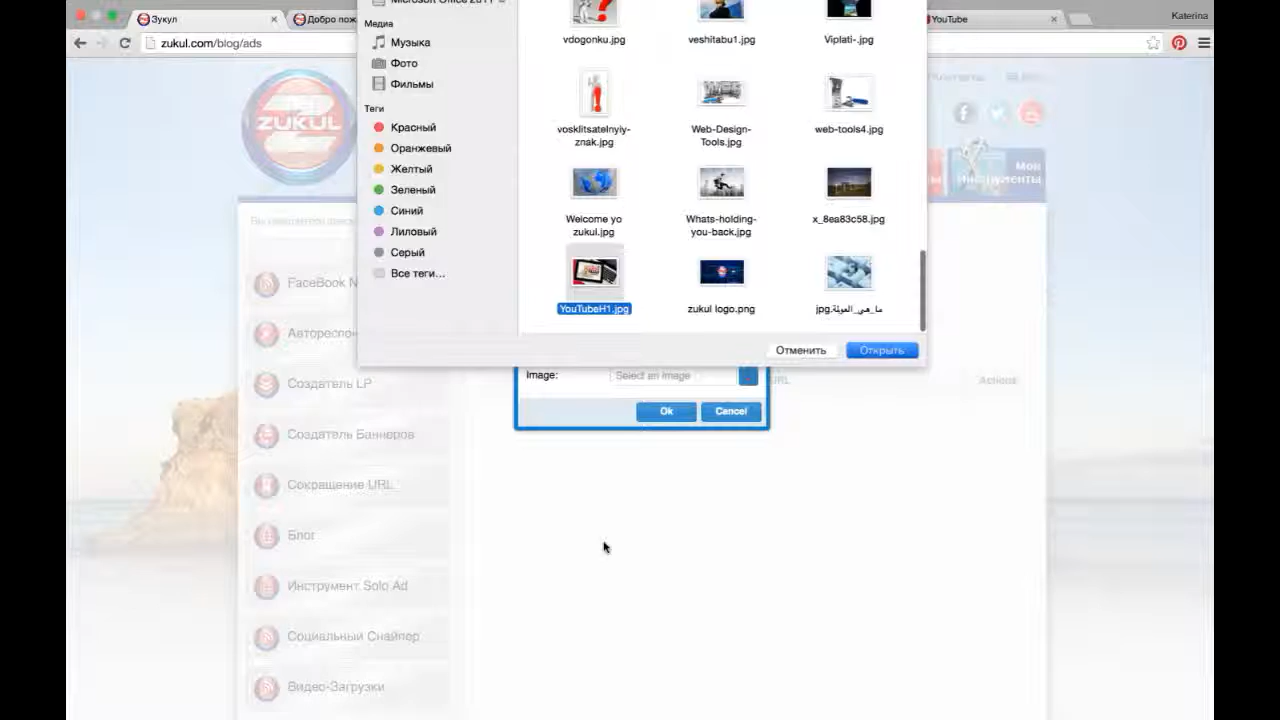 Зукул
Добро пож
YouTube
Katerina
zukul.com/blog/ads
Microsoft Office 2011
Медиа
Музыка
Фото
Фильмы
Теги
Красный
Оранжевый
Желтый
Зеленый
Синий
Лиловый
Серый
Все теги...
vdogonku.jpg
veshitabu1.jpg
Viplati-.jpg
vosklitsatelnyiy-
znak.jpg
Web-Design-
Tools.jpg
web-tools4.jpg
Welcome yo
zukul.jpg
Whats-holding-
you-back.jpg
x_8ea83c58.jpg
YouTubeH1.jpg
zukul logo.png
ما_هي_العولة.jpg
Отменить
Открыть
ZUKUL
Мои
Инструменты
Image:
Select an image
URL
Actions
Ok
Cancel
FaceBook N
Автореспон
Создатель LP
Создатель Баннеров
Сокращение URL
Блог
Инструмент Solo Ad
Социальный Снайпер
Видео-Загрузки